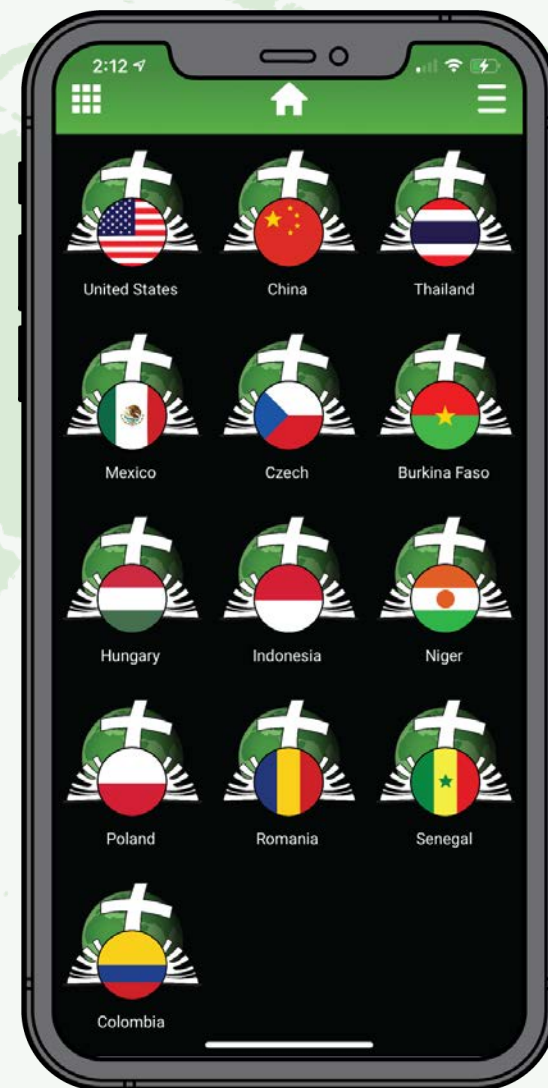 2:12
United States
China
Thailand
Mexico
Czech
Burkina Faso
Hungary
Indonesia
Niger
Poland
Romania
Senegal
Colombia